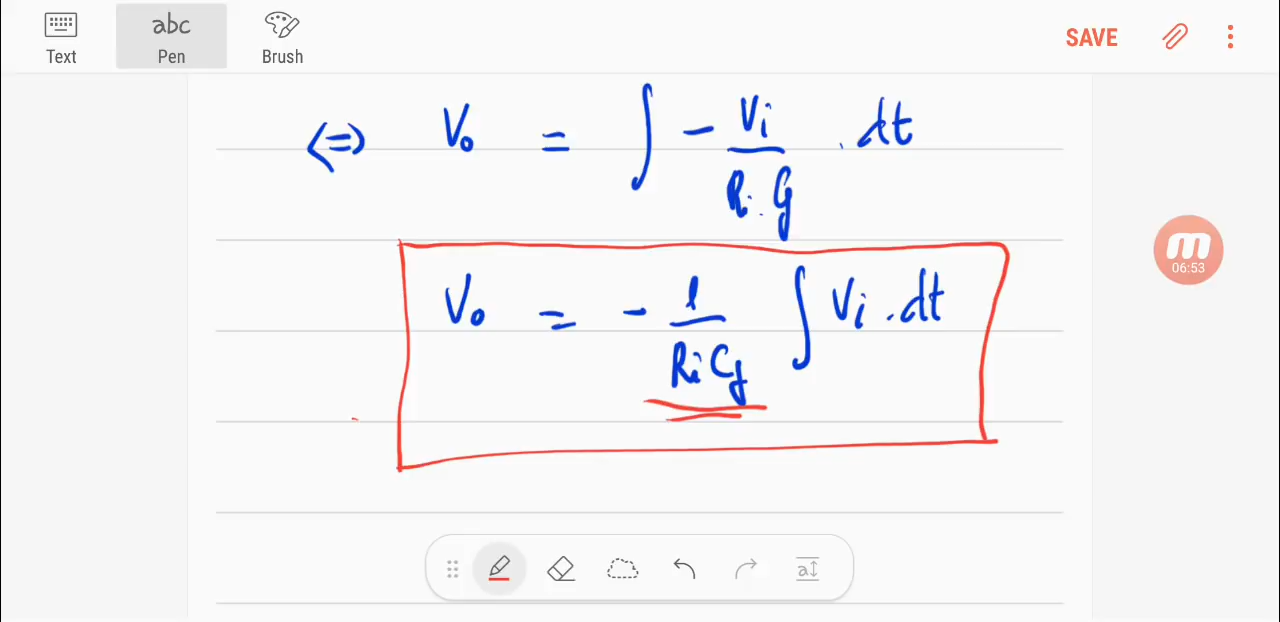 Text
abc
Pen
Brush
SAVE
⇔ V₀ = ∫ - Vi / Ri.Cf . dt
V₀ = - 1 / RiCf ∫ Vi . dt
m
06:53
a